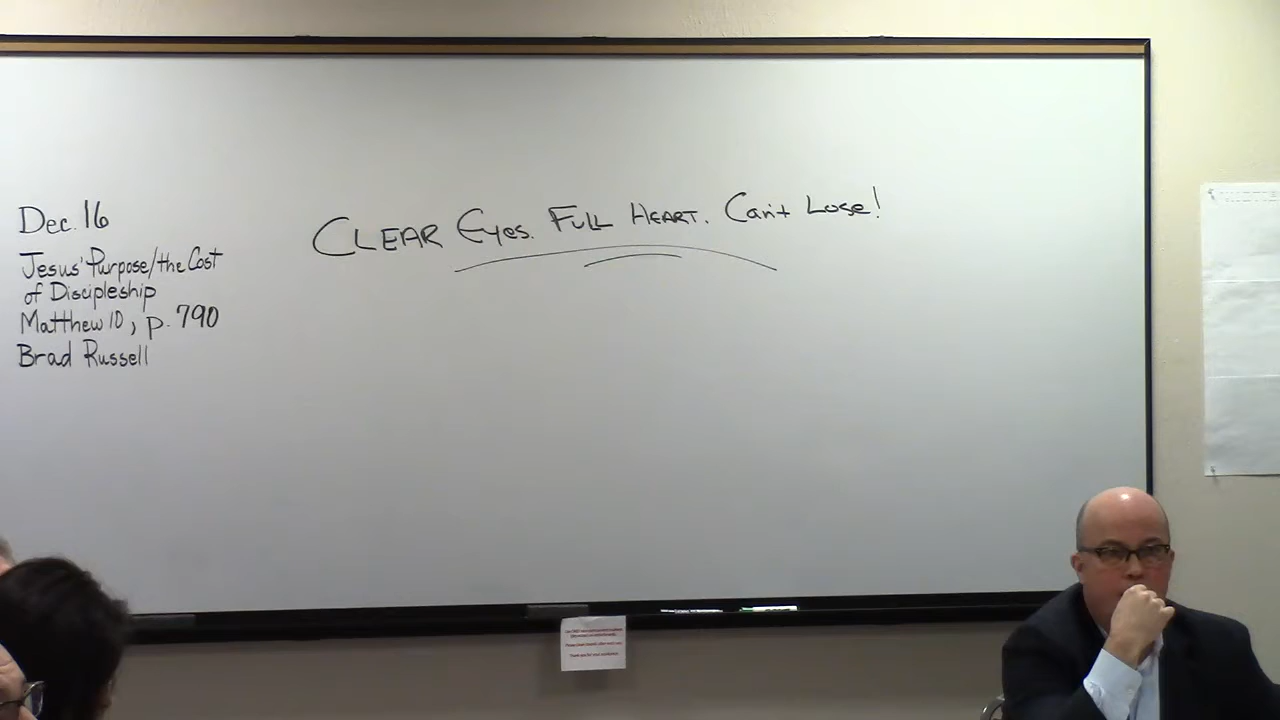 Dec. 16
Jesus' Purpose/the Cost
of Discipleship
Matthew 10, p. 790
Brad Russell
CLEAR Eyes. FULL HEART. Can't Lose!